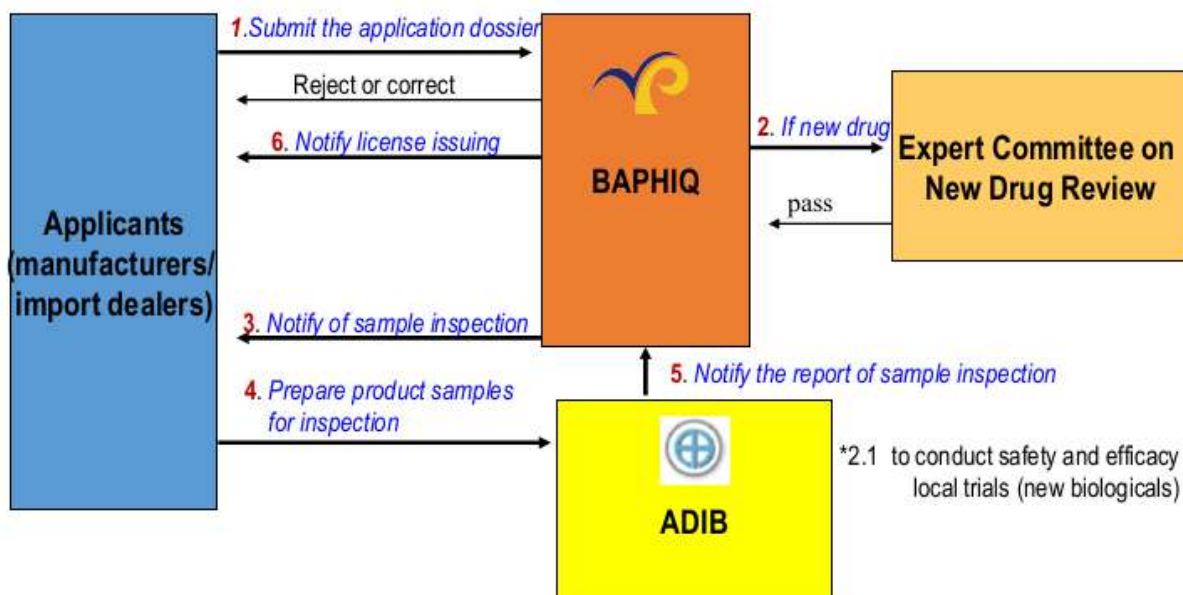 1.Submit the application dossier
Reject or correct
6. Notify license issuing
Applicants
(manufacturers/
import dealers)
3. Notify of sample inspection
4. Prepare product samples
for inspection
BAPHIQ
2. If new drug
pass
Expert Committee on
New Drug Review
5. Notify the report of sample inspection
ADIB
*2.1 to conduct safety and efficacy
local trials (new biologicals)